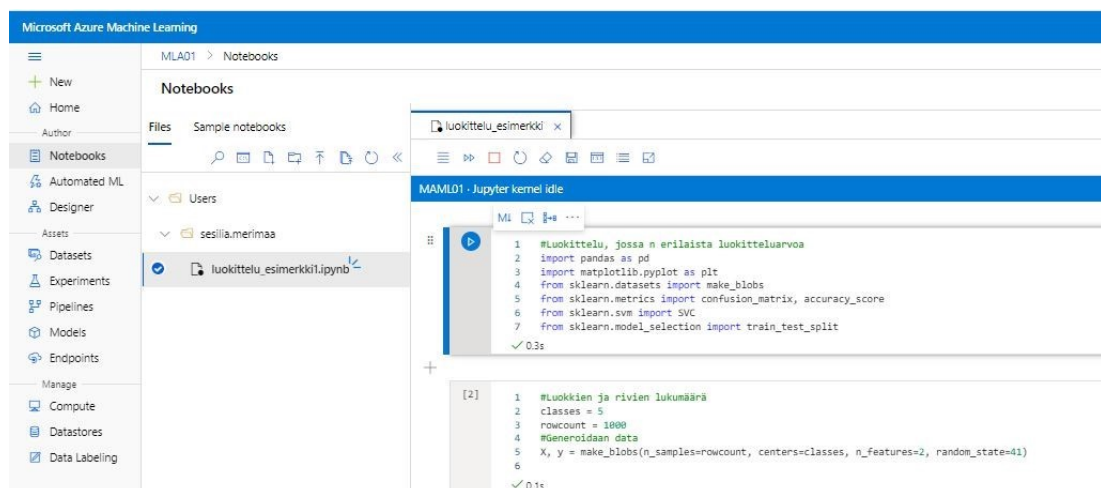 Microsoft Azure Machine Learning
MLA01 > Notebooks
New
Home
Author
Notebooks
Automated ML
Designer
Assets
Datasets
Experiments
Pipelines
Models
Endpoints
Manage
Compute
Datastores
Data Labeling
Notebooks
Files Sample notebooks
Users
sesilia.merimaa
luokittelu_esimerkki1.ipynb
luokittelu_esimerkki ×
MAML01 · Jupyter kernel idle
M↓
1 #Luokittelu, jossa n erilaista luokitteluarvoa
2 import pandas as pd
3 import matplotlib.pyplot as plt
4 from sklearn.datasets import make_blobs
5 from sklearn.metrics import confusion_matrix, accuracy_score
6 from sklearn.svm import SVC
7 from sklearn.model_selection import train_test_split
✓ 0.3s
[2]
1 #Luokkien ja rivien lukumäärä
2 classes = 5
3 rowcount = 1000
4 #Generoidaan data
5 X, y = make_blobs(n_samples=rowcount, centers=classes, n_features=2, random_state=41)
6
✓ 0.1s